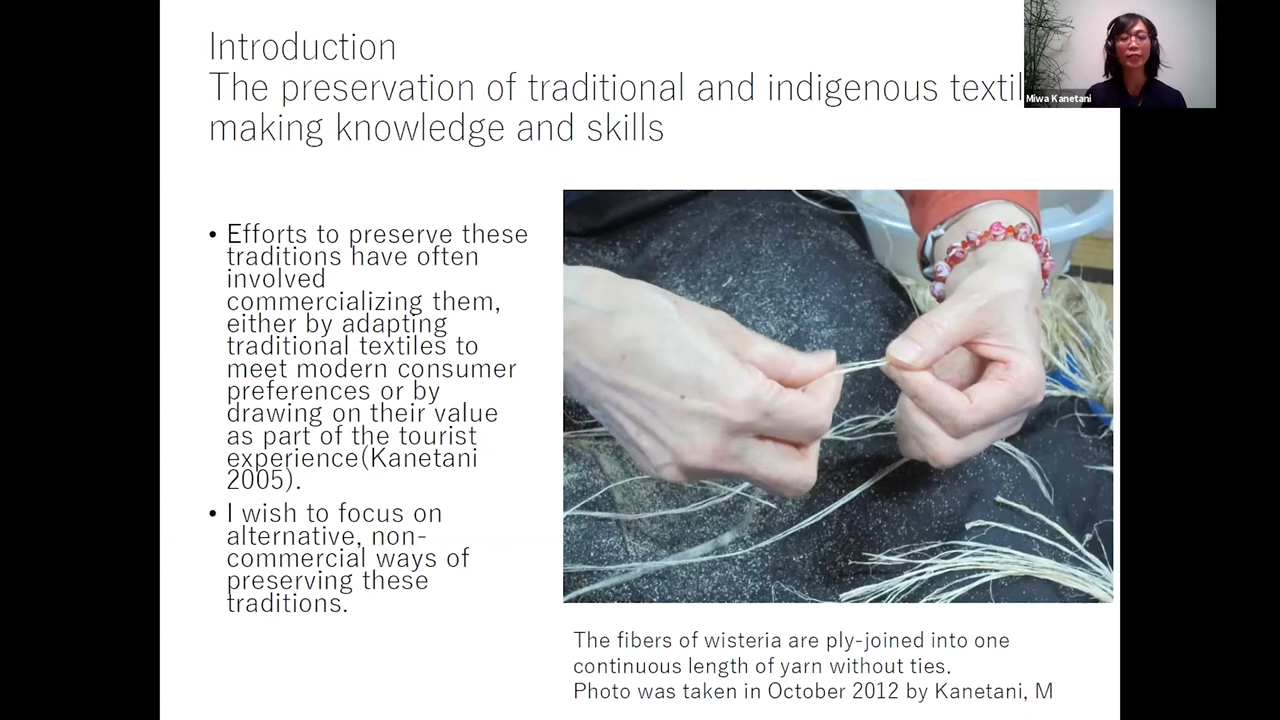 Introduction
The preservation of traditional and indigenous textil
making knowledge and skills
Miwa Kanetani
• Efforts to preserve these
traditions have often
involved
commercializing them,
either by adapting
traditional textiles to
meet modern consumer
preferences or by
drawing on their value
as part of the tourist
experience(Kanetani
2005).
• I wish to focus on
alternative, non-
commercial ways of
preserving these
traditions.
The fibers of wisteria are ply-joined into one
continuous length of yarn without ties.
Photo was taken in October 2012 by Kanetani, M